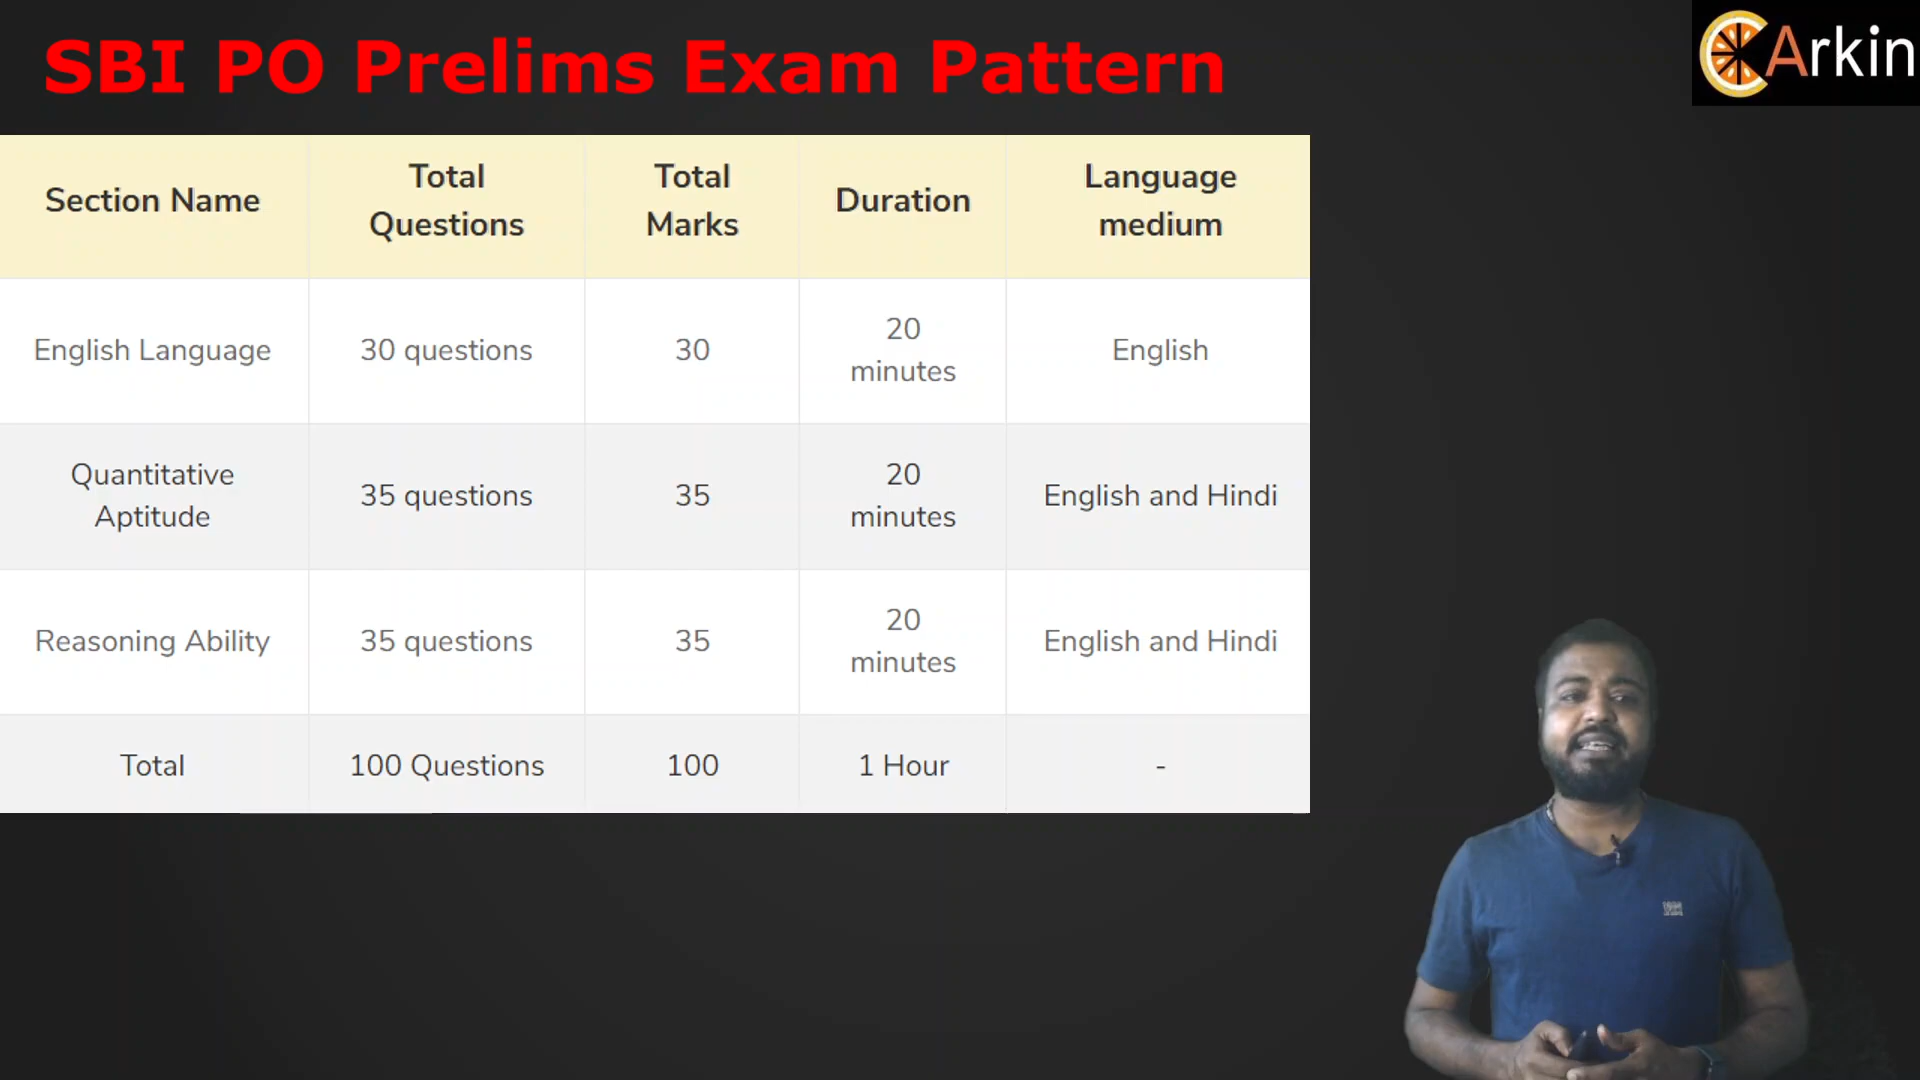 SBI PO Prelims Exam Pattern
Arkin
Section Name
Total
Questions
Total
Marks
Duration
Language
medium
English Language
30 questions
30
20
minutes
English
Quantitative
Aptitude
35 questions
35
20
minutes
English and Hindi
Reasoning Ability
35 questions
35
20
minutes
English and Hindi
Total
100 Questions
100
1 Hour
-